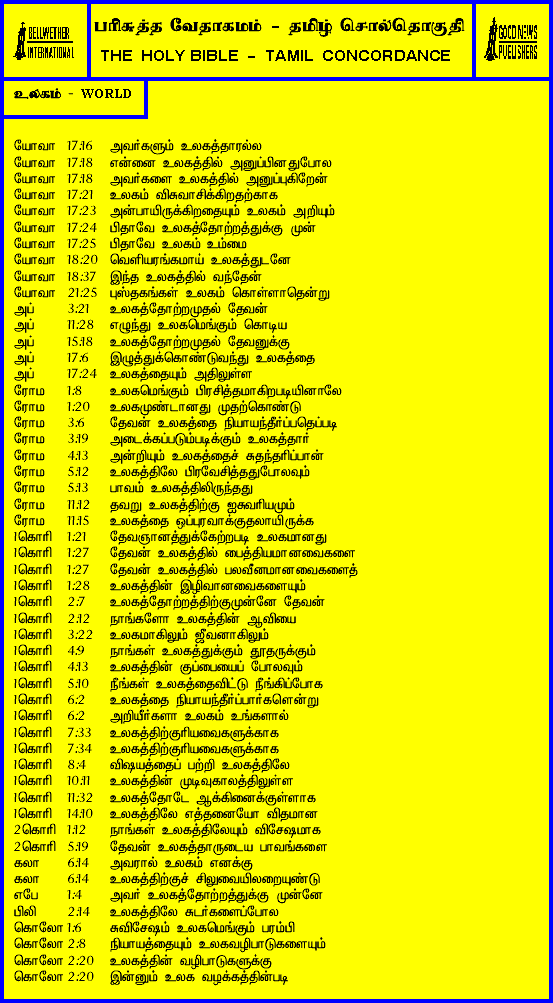 BELLWETHER
INTERNATIONAL
பரிசுத்த வேதாகமம் - தமிழ் சொல்தொகுதி
THE HOLY BIBLE - TAMIL CONCORDANCE
GOOD NEWS
PUBLISHERS
உலகம் - WORLD
யோவா 17:16 அவர்களும் உலகத்தாரல்ல
யோவா 17:18 என்னை உலகத்தில் அனுப்பினதுபோல
யோவா 17:18 அவர்களை உலகத்தில் அனுப்புகிறேன்
யோவா 17:21 உலகம் விசுவாசிக்கிறதற்காக
யோவா 17:23 அன்பாயிருக்கிறதையும் உலகம் அறியும்
யோவா 17:24 பிதாவே உலகத்தோற்றத்துக்கு முன்
யோவா 17:25 பிதாவே உலகம் உம்மை
யோவா 18:20 வெளியரங்கமாய் உலகத்துடனே
யோவா 18:37 இந்த உலகத்தில் வந்தேன்
யோவா 21:25 புஸ்தகங்கள் உலகம் கொள்ளாதென்று
அப் 3:21 உலகத்தோற்றமுதல் தேவன்
அப் 11:28 எழுந்து உலகமெங்கும் கொடிய
அப் 15:18 உலகத்தோற்றமுதல் தேவனுக்கு
அப் 17:6 இழுத்துக்கொண்டுவந்து உலகத்தை
அப் 17:24 உலகத்தையும் அதிலுள்ள
ரோம 1:8 உலகமெங்கும் பிரசித்தமாகிறபடியினாலே
ரோம 1:20 உலகமுண்டானது முதற்கொண்டு
ரோம 3:6 தேவன் உலகத்தை நியாயந்தீர்ப்பதெப்படி
ரோம 3:19 அடைக்கப்படும்படிக்கும் உலகத்தார்
ரோம 4:13 அன்றியும் உலகத்தைச் சுதந்தரிப்பான்
ரோம 5:12 உலகத்திலே பிரவேசித்ததுபோலவும்
ரோம 5:13 பாவம் உலகத்திலிருந்தது
ரோம 11:12 தவறு உலகத்திற்கு ஐசுவரியமும்
ரோம 11:15 உலகத்தை ஒப்புரவாக்குதலாயிருக்க
1கொரி 1:21 தேவஞானத்துக்கேற்றபடி உலகமானது
1கொரி 1:27 தேவன் உலகத்தில் பைத்தியமானவைகளை
1கொரி 1:27 தேவன் உலகத்தில் பலவீனமானவைகளைத்
1கொரி 1:28 உலகத்தின் இழிவானவைகளையும்
1கொரி 2:7 உலகத்தோற்றத்திற்குமுன்னே தேவன்
1கொரி 2:12 நாங்களோ உலகத்தின் ஆவியை
1கொரி 3:22 உலகமாகிலும் ஜீவனாகிலும்
1கொரி 4:9 நாங்கள் உலகத்துக்கும் தூதருக்கும்
1கொரி 4:13 உலகத்தின் குப்பையைப் போலவும்
1கொரி 5:10 நீங்கள் உலகத்தைவிட்டு நீங்கிப்போக
1கொரி 6:2 உலகத்தை நியாயந்தீர்ப்பார்களென்று
1கொரி 6:2 அறியீர்களா உலகம் உங்களால்
1கொரி 7:33 உலகத்திற்குரியவைகளுக்காக
1கொரி 7:34 உலகத்திற்குரியவைகளுக்காக
1கொரி 8:4 விஷயத்தைப் பற்றி உலகத்திலே
1கொரி 10:11 உலகத்தின் முடிவுகாலத்திலுள்ள
1கொரி 11:32 உலகத்தோடே ஆக்கினைக்குள்ளாக
1கொரி 14:10 உலகத்திலே எத்தனையோ விதமான
2கொரி 1:12 நாங்கள் உலகத்திலேயும் விசேஷமாக
2கொரி 5:19 தேவன் உலகத்தாருடைய பாவங்களை
கலா 6:14 அவரால் உலகம் எனக்கு
கலா 6:14 உலகத்திற்குச் சிலுவையிலறையுண்டு
எபே 1:4 அவர் உலகத்தோற்றத்துக்கு முன்னே
பிலி 2:14 உலகத்திலே சுடர்களைப்போல
கொலோ 1:6 சுவிசேஷம் உலகமெங்கும் பரம்பி
கொலோ 2:8 நியாயத்தையும் உலகவழிபாடுகளையும்
கொலோ 2:20 உலகத்தின் வழிபாடுகளுக்கு
கொலோ 2:20 இன்னும் உலக வழக்கத்தின்படி